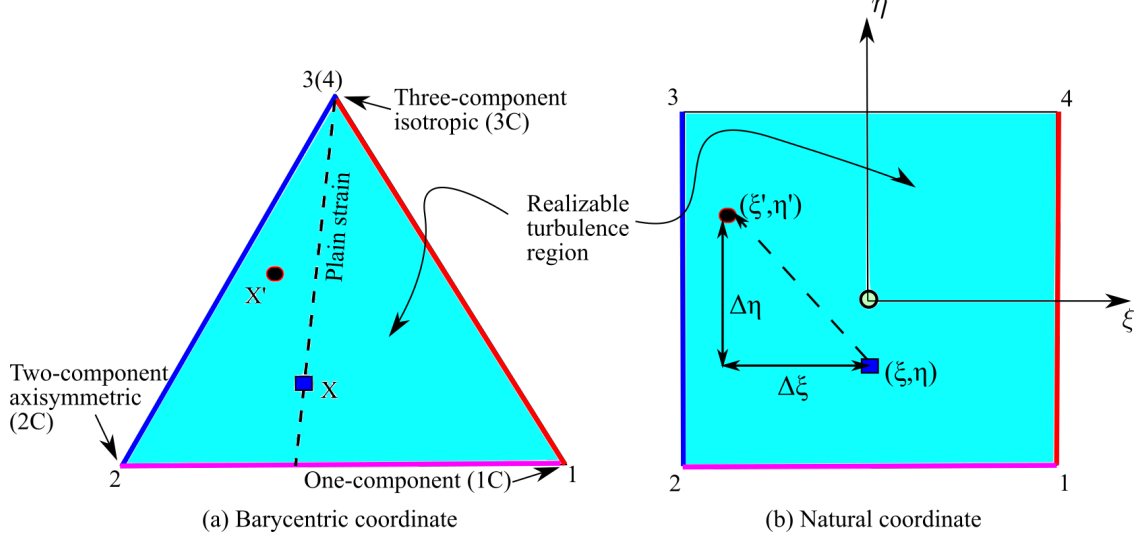 η
3(4)
Three-component
isotropic (3C)
3
4
Plain strain
Realizable
turbulence
region
(ξ',η')
X'
Δη
ξ
Two-component
axisymmetric
(2C)
X
(ξ,η)
Δξ
2
One-component (1C)
1
2
1
(a) Barycentric coordinate
(b) Natural coordinate